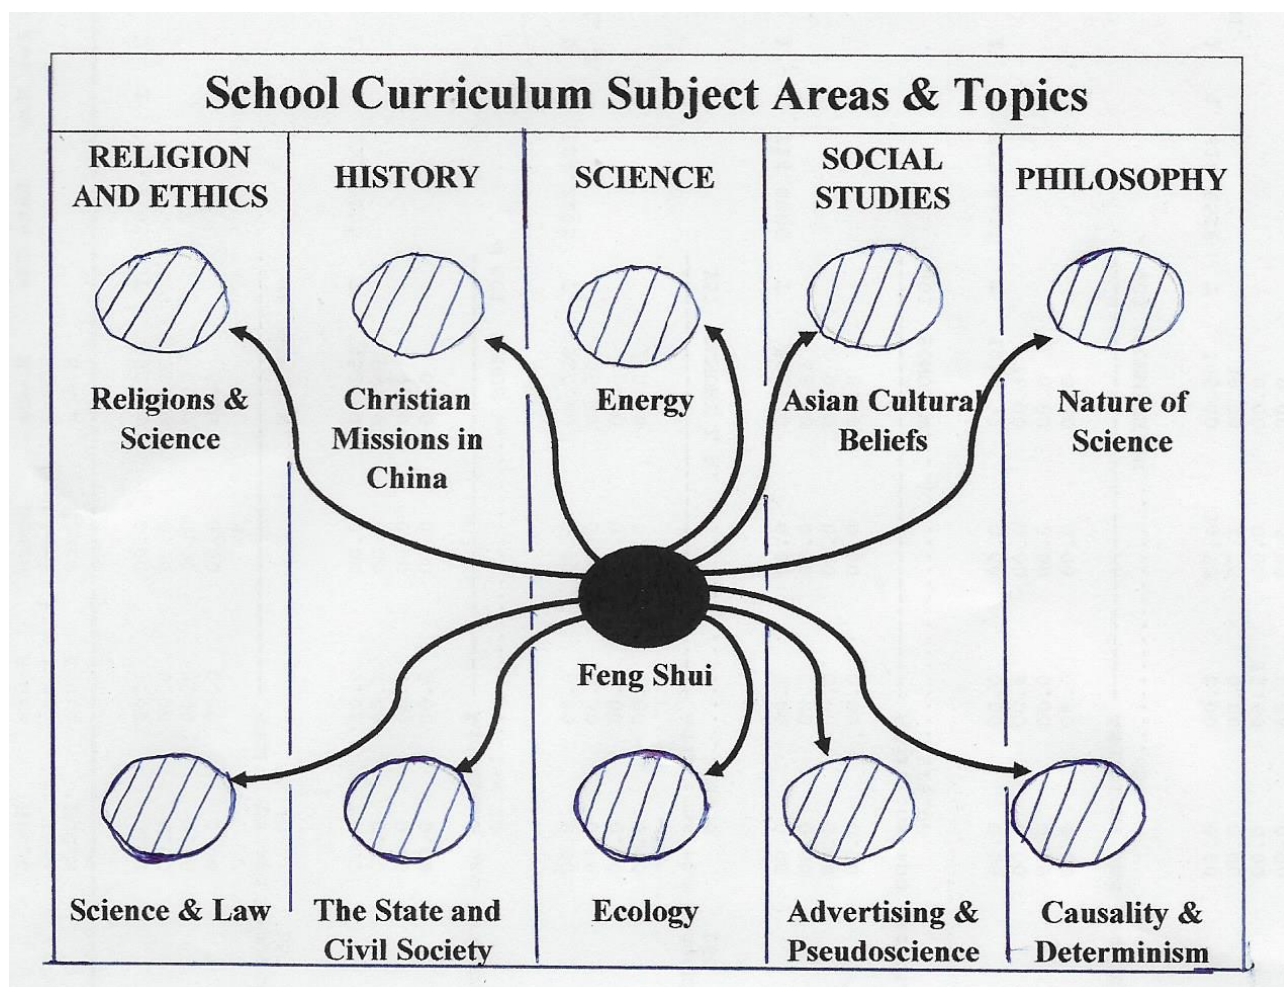 School Curriculum Subject Areas & Topics
RELIGION
AND ETHICS
HISTORY
SCIENCE
SOCIAL
STUDIES
PHILOSOPHY
Religions &
Science
Christian
Missions in
China
Energy
Asian Cultural
Beliefs
Nature of
Science
Feng Shui
Science & Law
The State and
Civil Society
Ecology
Advertising &
Pseudoscience
Causality &
Determinism